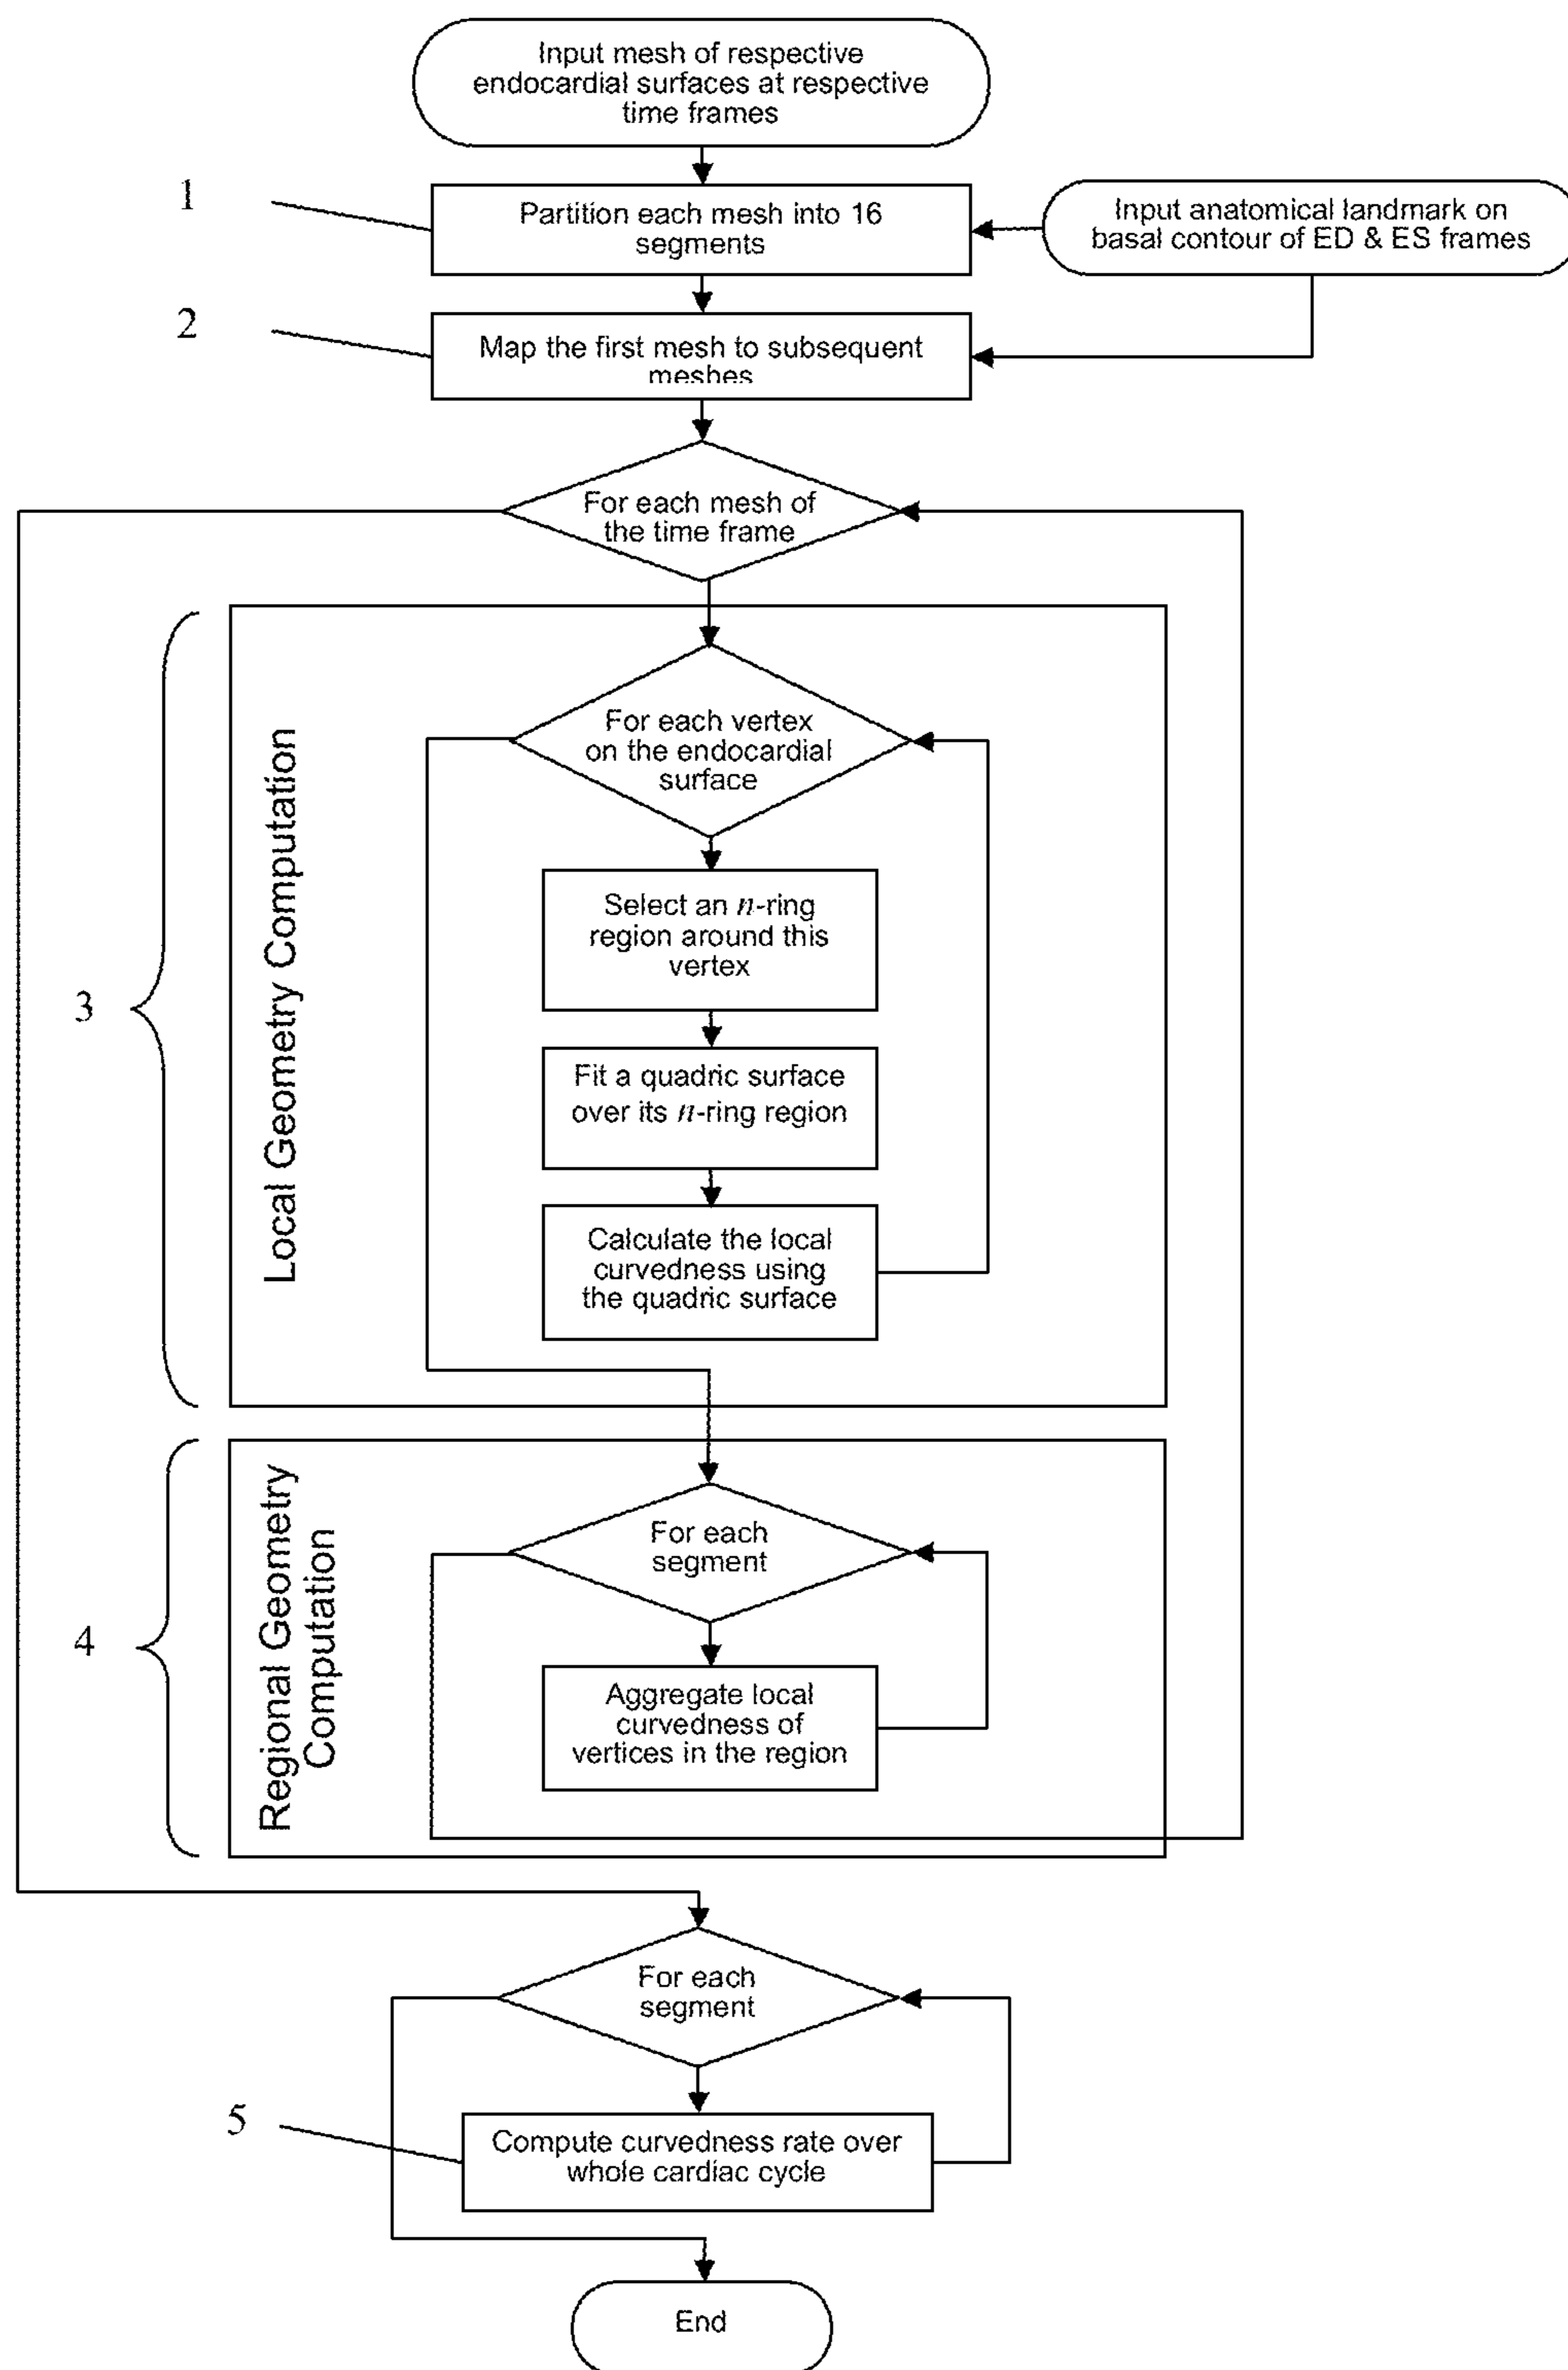 Input mesh of respective
endocardial surfaces at respective
time frames
1
Partition each mesh into 16
segments
Input anatomical landmark on
basal contour of ED & ES frames
2
Map the first mesh to subsequent
meshes
For each mesh of
the time frame
3
Local Geometry Computation
For each vertex
on the endocardial
surface
Select an n-ring
region around this
vertex
Fit a quadric surface
over its n-ring region
Calculate the local
curvedness using
the quadric surface
4
Regional Geometry
Computation
For each
segment
Aggregate local
curvedness of
vertices in the region
For each
segment
5
Compute curvedness rate over
whole cardiac cycle
End